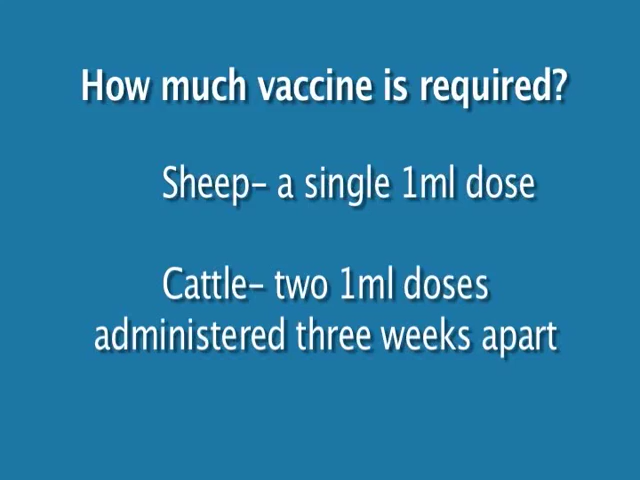 How much vaccine is required?
Sheep– a single 1ml dose
Cattle– two 1ml doses
administered three weeks apart